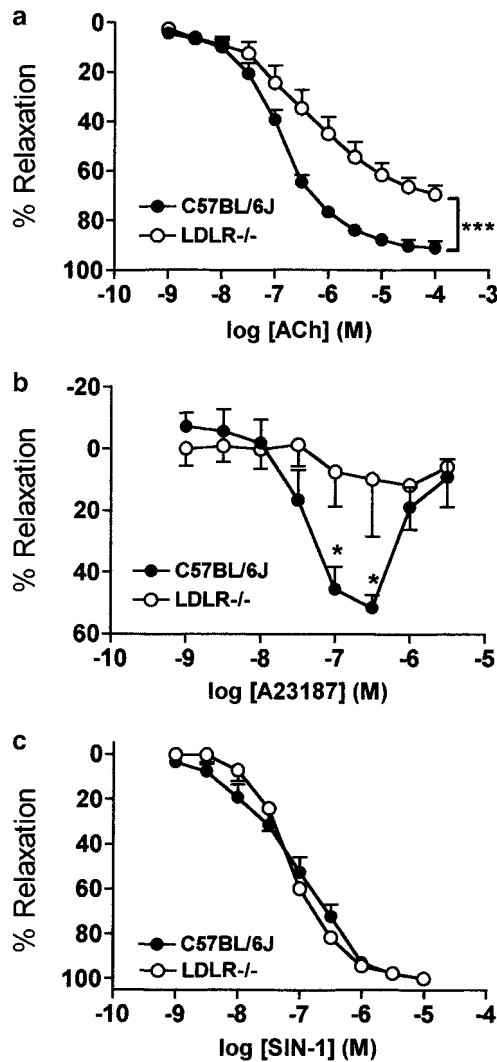 a
0
20
40
60
80
100
% Relaxation
C57BL/6J
LDLR-/-
***
-10 -9 -8 -7 -6 -5 -4 -3
log [ACh] (M)
b
-20
0
20
40
60
% Relaxation
*
*
C57BL/6J
LDLR-/-
-10 -9 -8 -7 -6 -5
log [A23187] (M)
c
0
20
40
60
80
100
% Relaxation
C57BL/6J
LDLR-/-
-10 -9 -8 -7 -6 -5 -4
log [SIN-1] (M)